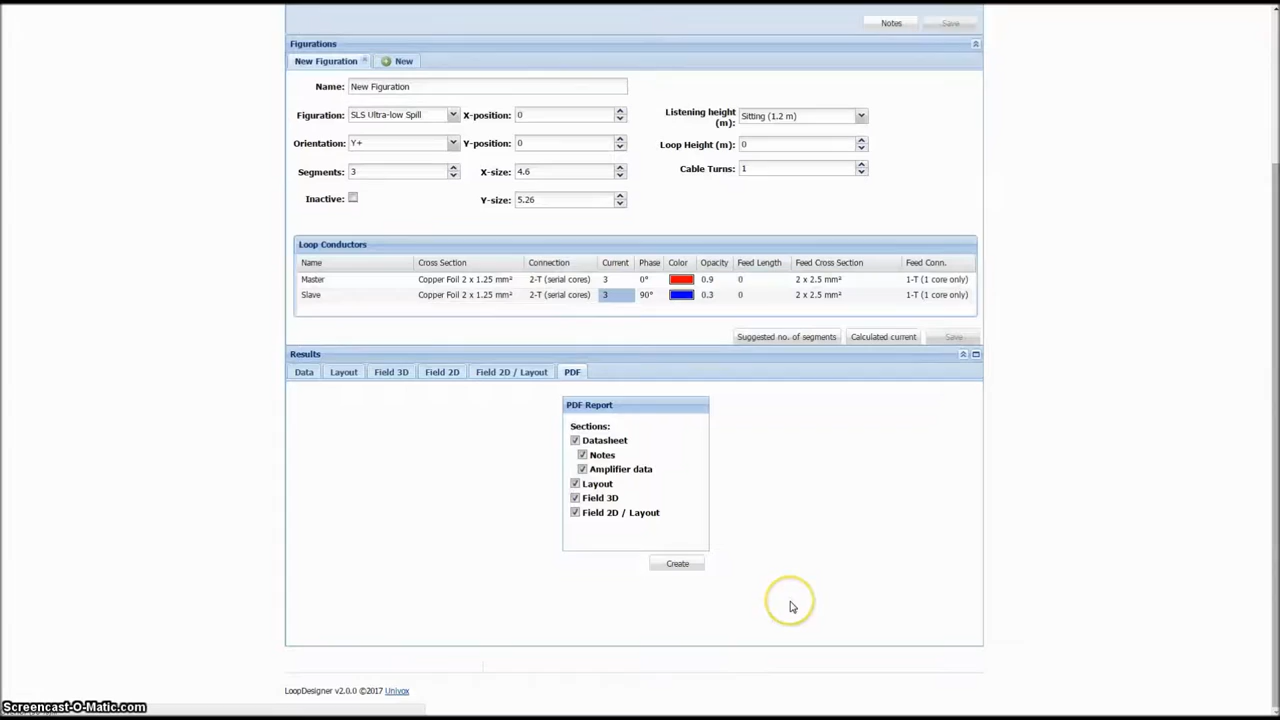 Notes Save
Figurations
New Figuration New
Name: New Figuration
Figuration: SLS Ultra-low Spill X-position: 0 Listening height (m): Sitting (1.2 m)
Orientation: Y+ Y-position: 0 Loop Height (m): 0
Segments: 3 X-size: 4.6 Cable Turns: 1
Inactive: Y-size: 5.26
Loop Conductors
Name Cross Section Connection Current Phase Color Opacity Feed Length Feed Cross Section Feed Conn.
Master Copper Foil 2 x 1.25 mm² 2-T (serial cores) 3 0° 0.9 0 2 x 2.5 mm² 1-T (1 core only)
Slave Copper Foil 2 x 1.25 mm² 2-T (serial cores) 3 90° 0.3 0 2 x 2.5 mm² 1-T (1 core only)
Suggested no. of segments Calculated current Save
Results
Data Layout Field 3D Field 2D Field 2D / Layout PDF
PDF Report
Sections:
Datasheet
Notes
Amplifier data
Layout
Field 3D
Field 2D / Layout
Create
LoopDesigner v2.0.0 ©2017 Univox
Screencast-O-Matic.com